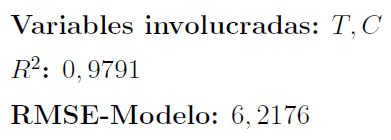 Variables involucradas: T, C
R²: 0,9791
RMSE-Modelo: 6,2176